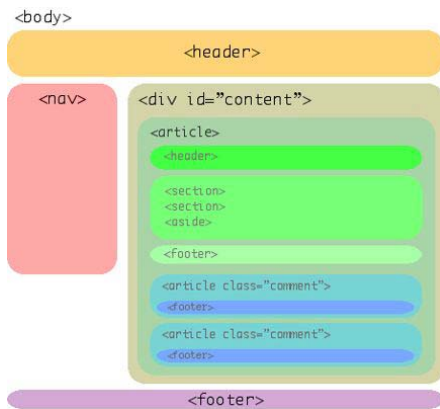 <body>
<header>
<nav>
<div id="content">
<article>
<header>
<section>
<section>
<aside>
<footer>
<article class="comment">
<footer>
<article class="comment">
<footer>
<footer>